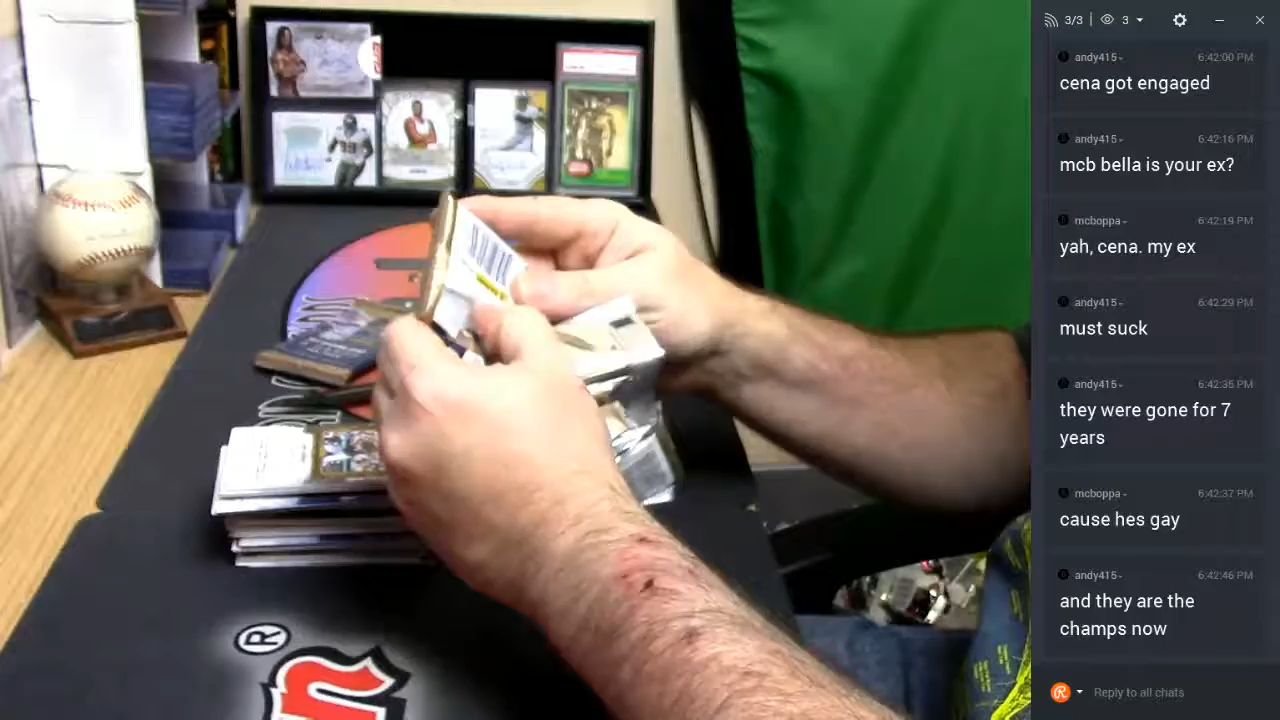 3/3
3
andy415-
6:42:00 PM
cena got engaged
andy415-
6:42:16 PM
mcb bella is your ex?
mcboppa-
6:42:19 PM
yah, cena. my ex
andy415-
6:42:29 PM
must suck
andy415-
6:42:35 PM
they were gone for 7
years
mcboppa-
6:42:37 PM
cause hes gay
andy415-
6:42:46 PM
and they are the
champs now
Reply to all chats
®